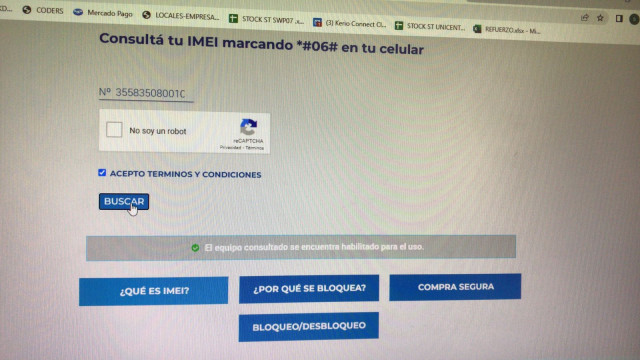 CODERS
Mercado Pago
LOCALES-EMPRESA...
STOCK ST SWP07 .x...
(3) Kerio Connect Cl...
STOCK ST UNICENT...
REFUERZO.xlsx - Mi...
Consultá tu IMEI marcando *#06# en tu celular
Nº 35583508001
No soy un robot
reCAPTCHA
Privacidad - Términos
ACEPTO TERMINOS Y CONDICIONES
BUSCAR
El equipo consultado se encuentra habilitado para el uso.
¿QUÉ ES IMEI?
¿POR QUÉ SE BLOQUEA?
COMPRA SEGURA
BLOQUEO/DESBLOQUEO